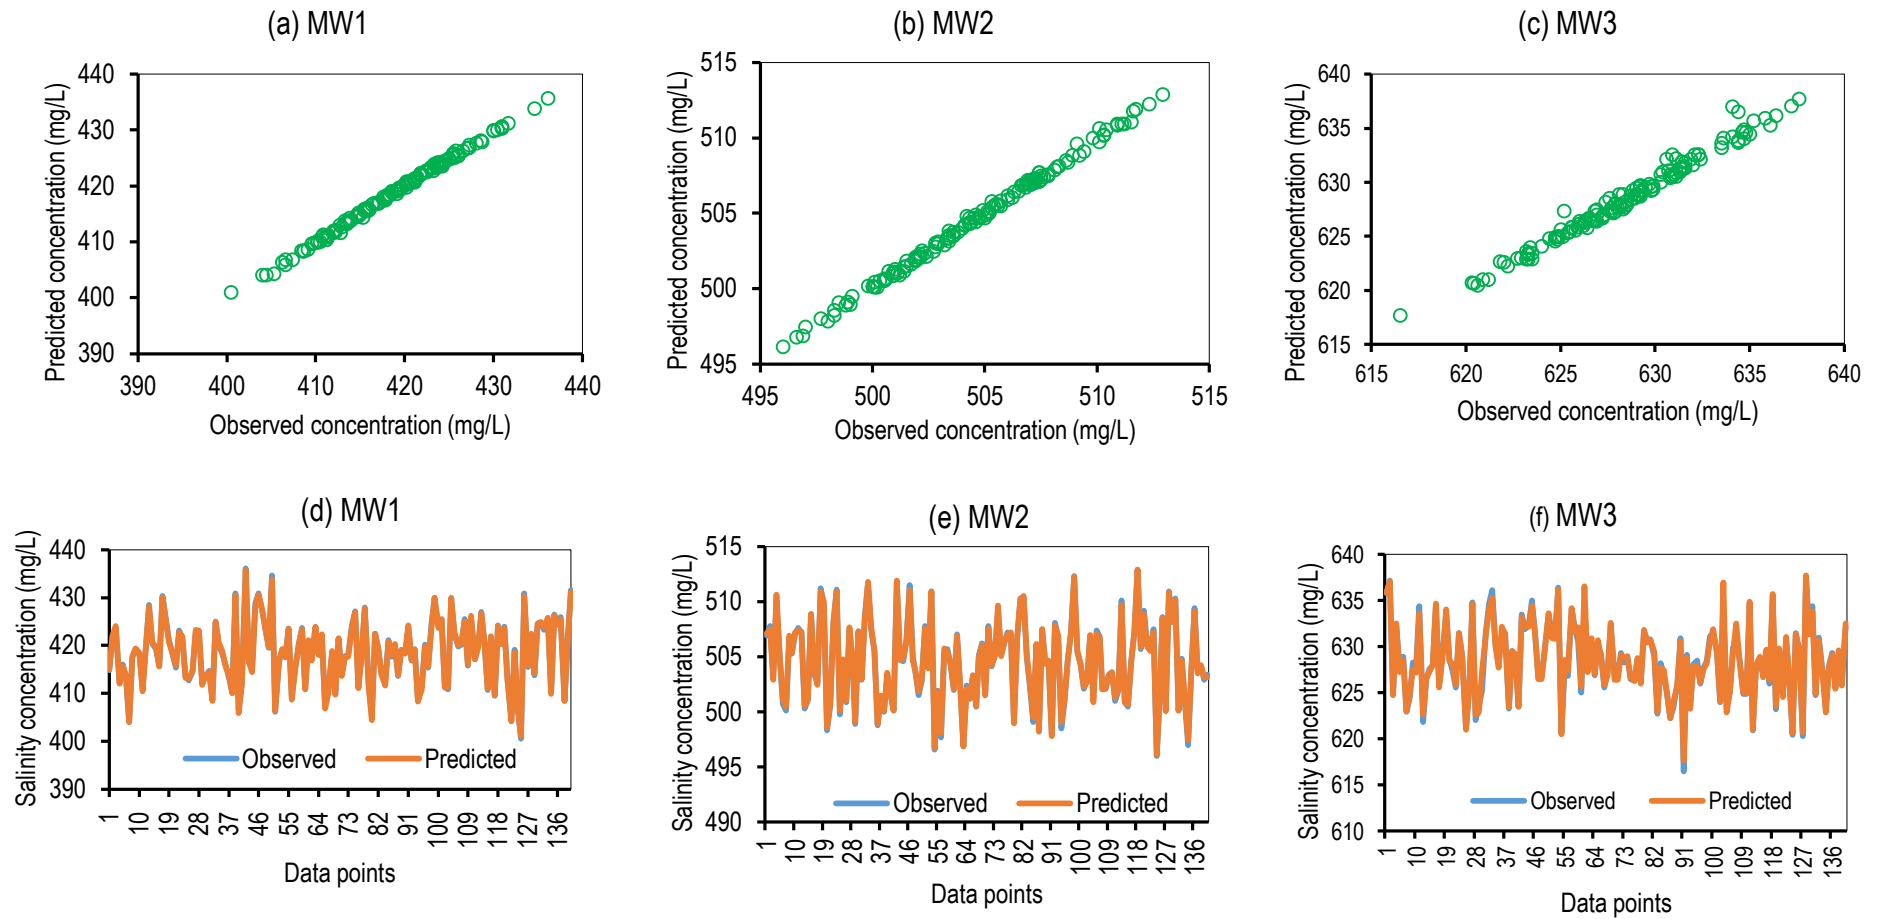 (a) MW1
Predicted concentration (mg/L)
440
430
420
410
400
390
390 400 410 420 430 440
Observed concentration (mg/L)
(b) MW2
Predicted concentration (mg/L)
515
510
505
500
495
495 500 505 510 515
Observed concentration (mg/L)
(c) MW3
Predicted concentration (mg/L)
640
635
630
625
620
615
615 620 625 630 635 640
Observed concentration (mg/L)
(d) MW1
Salinity concentration (mg/L)
440
430
420
410
400
390
Observed Predicted
1 10 19 28 37 46 55 64 73 82 91 100 109 118 127 136
Data points
(e) MW2
Salinity concentration (mg/L)
515
510
505
500
495
490
Observed Predicted
1 10 19 28 37 46 55 64 73 82 91 100 109 118 127 136
Data points
(f) MW3
Salinity concentration (mg/L)
640
635
630
625
620
615
610
Observed Predicted
1 10 19 28 37 46 55 64 73 82 91 100 109 118 127 136
Data points